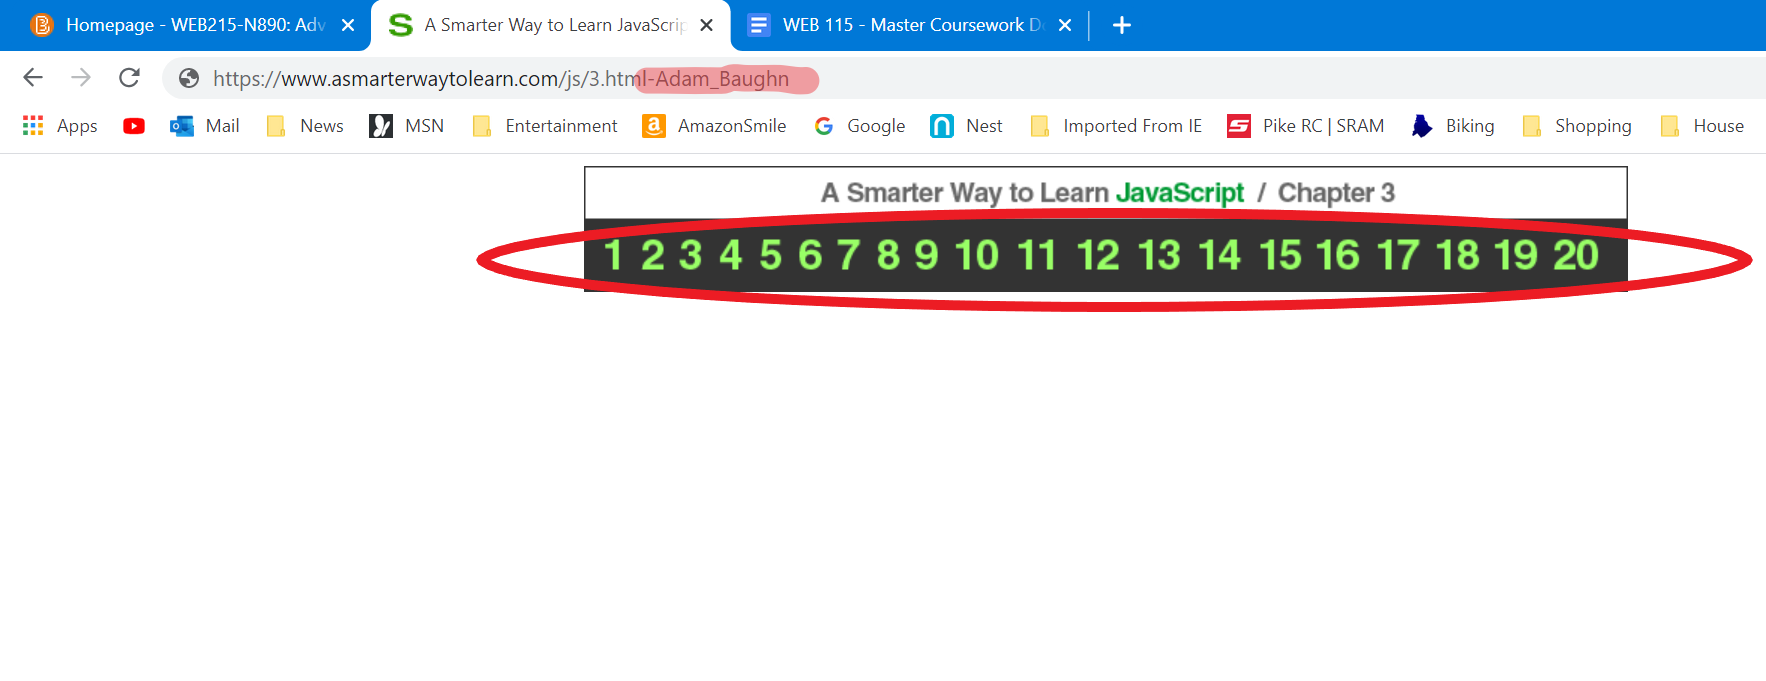 Homepage - WEB215-N890: Adv
A Smarter Way to Learn JavaScrip
WEB 115 - Master Coursework Do
https://www.asmarterwaytolearn.com/js/3.html-Adam_Baughn
Apps Mail News MSN Entertainment AmazonSmile Google Nest Imported From IE Pike RC | SRAM Biking Shopping House
A Smarter Way to Learn JavaScript / Chapter 3
1 2 3 4 5 6 7 8 9 10 11 12 13 14 15 16 17 18 19 20